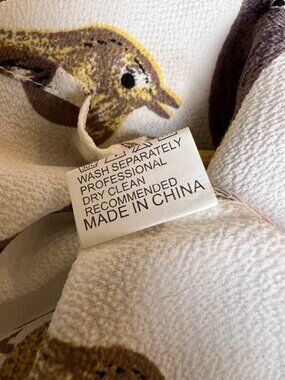 WASH SEPARATELY
PROFESSIONAL
DRY CLEAN
RECOMMENDED
MADE IN CHINA